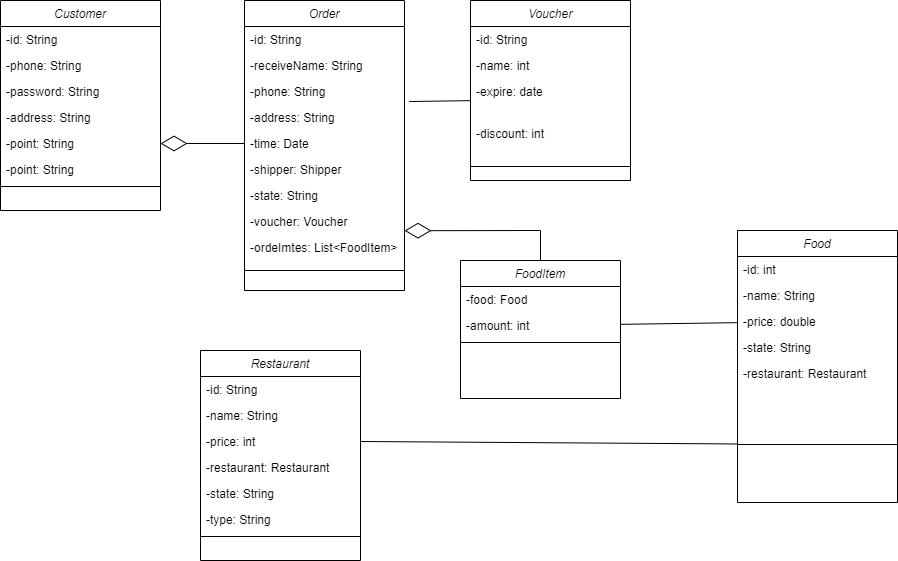 Customer
-id: String
-phone: String
-password: String
-address: String
-point: String
-point: String
Order
-id: String
-receiveName: String
-phone: String
-address: String
-time: Date
-shipper: Shipper
-state: String
-voucher: Voucher
-ordelmtes: List<FoodItem>
Voucher
-id: String
-name: int
-expire: date
-discount: int
FoodItem
-food: Food
-amount: int
Food
-id: int
-name: String
-price: double
-state: String
-restaurant: Restaurant
Restaurant
-id: String
-name: String
-price: int
-restaurant: Restaurant
-state: String
-type: String